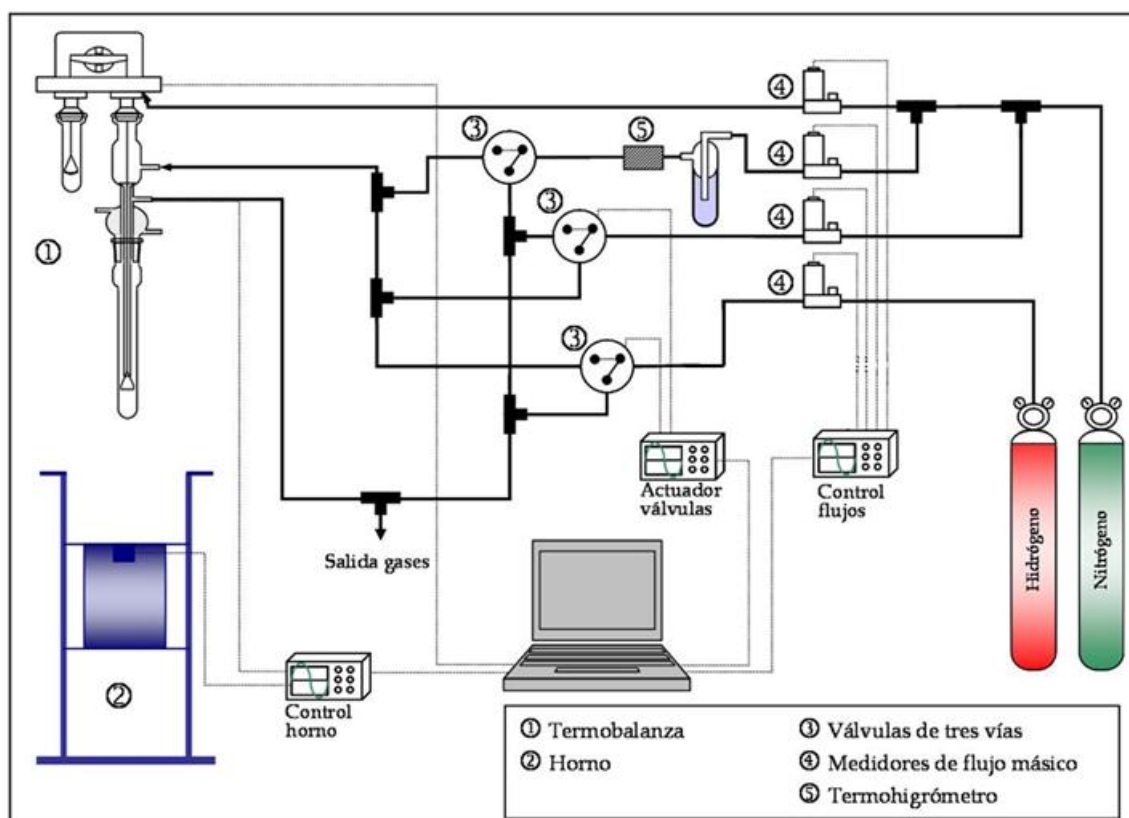 ④
③
⑤
④
③
④
①
④
③
Actuador
válvulas
Control
flujos
Salida gases
Hidrógeno
Nitrógeno
②
Control
horno
① Termobalanza
② Horno
③ Válvulas de tres vías
④ Medidores de flujo másico
⑤ Termohigrómetro